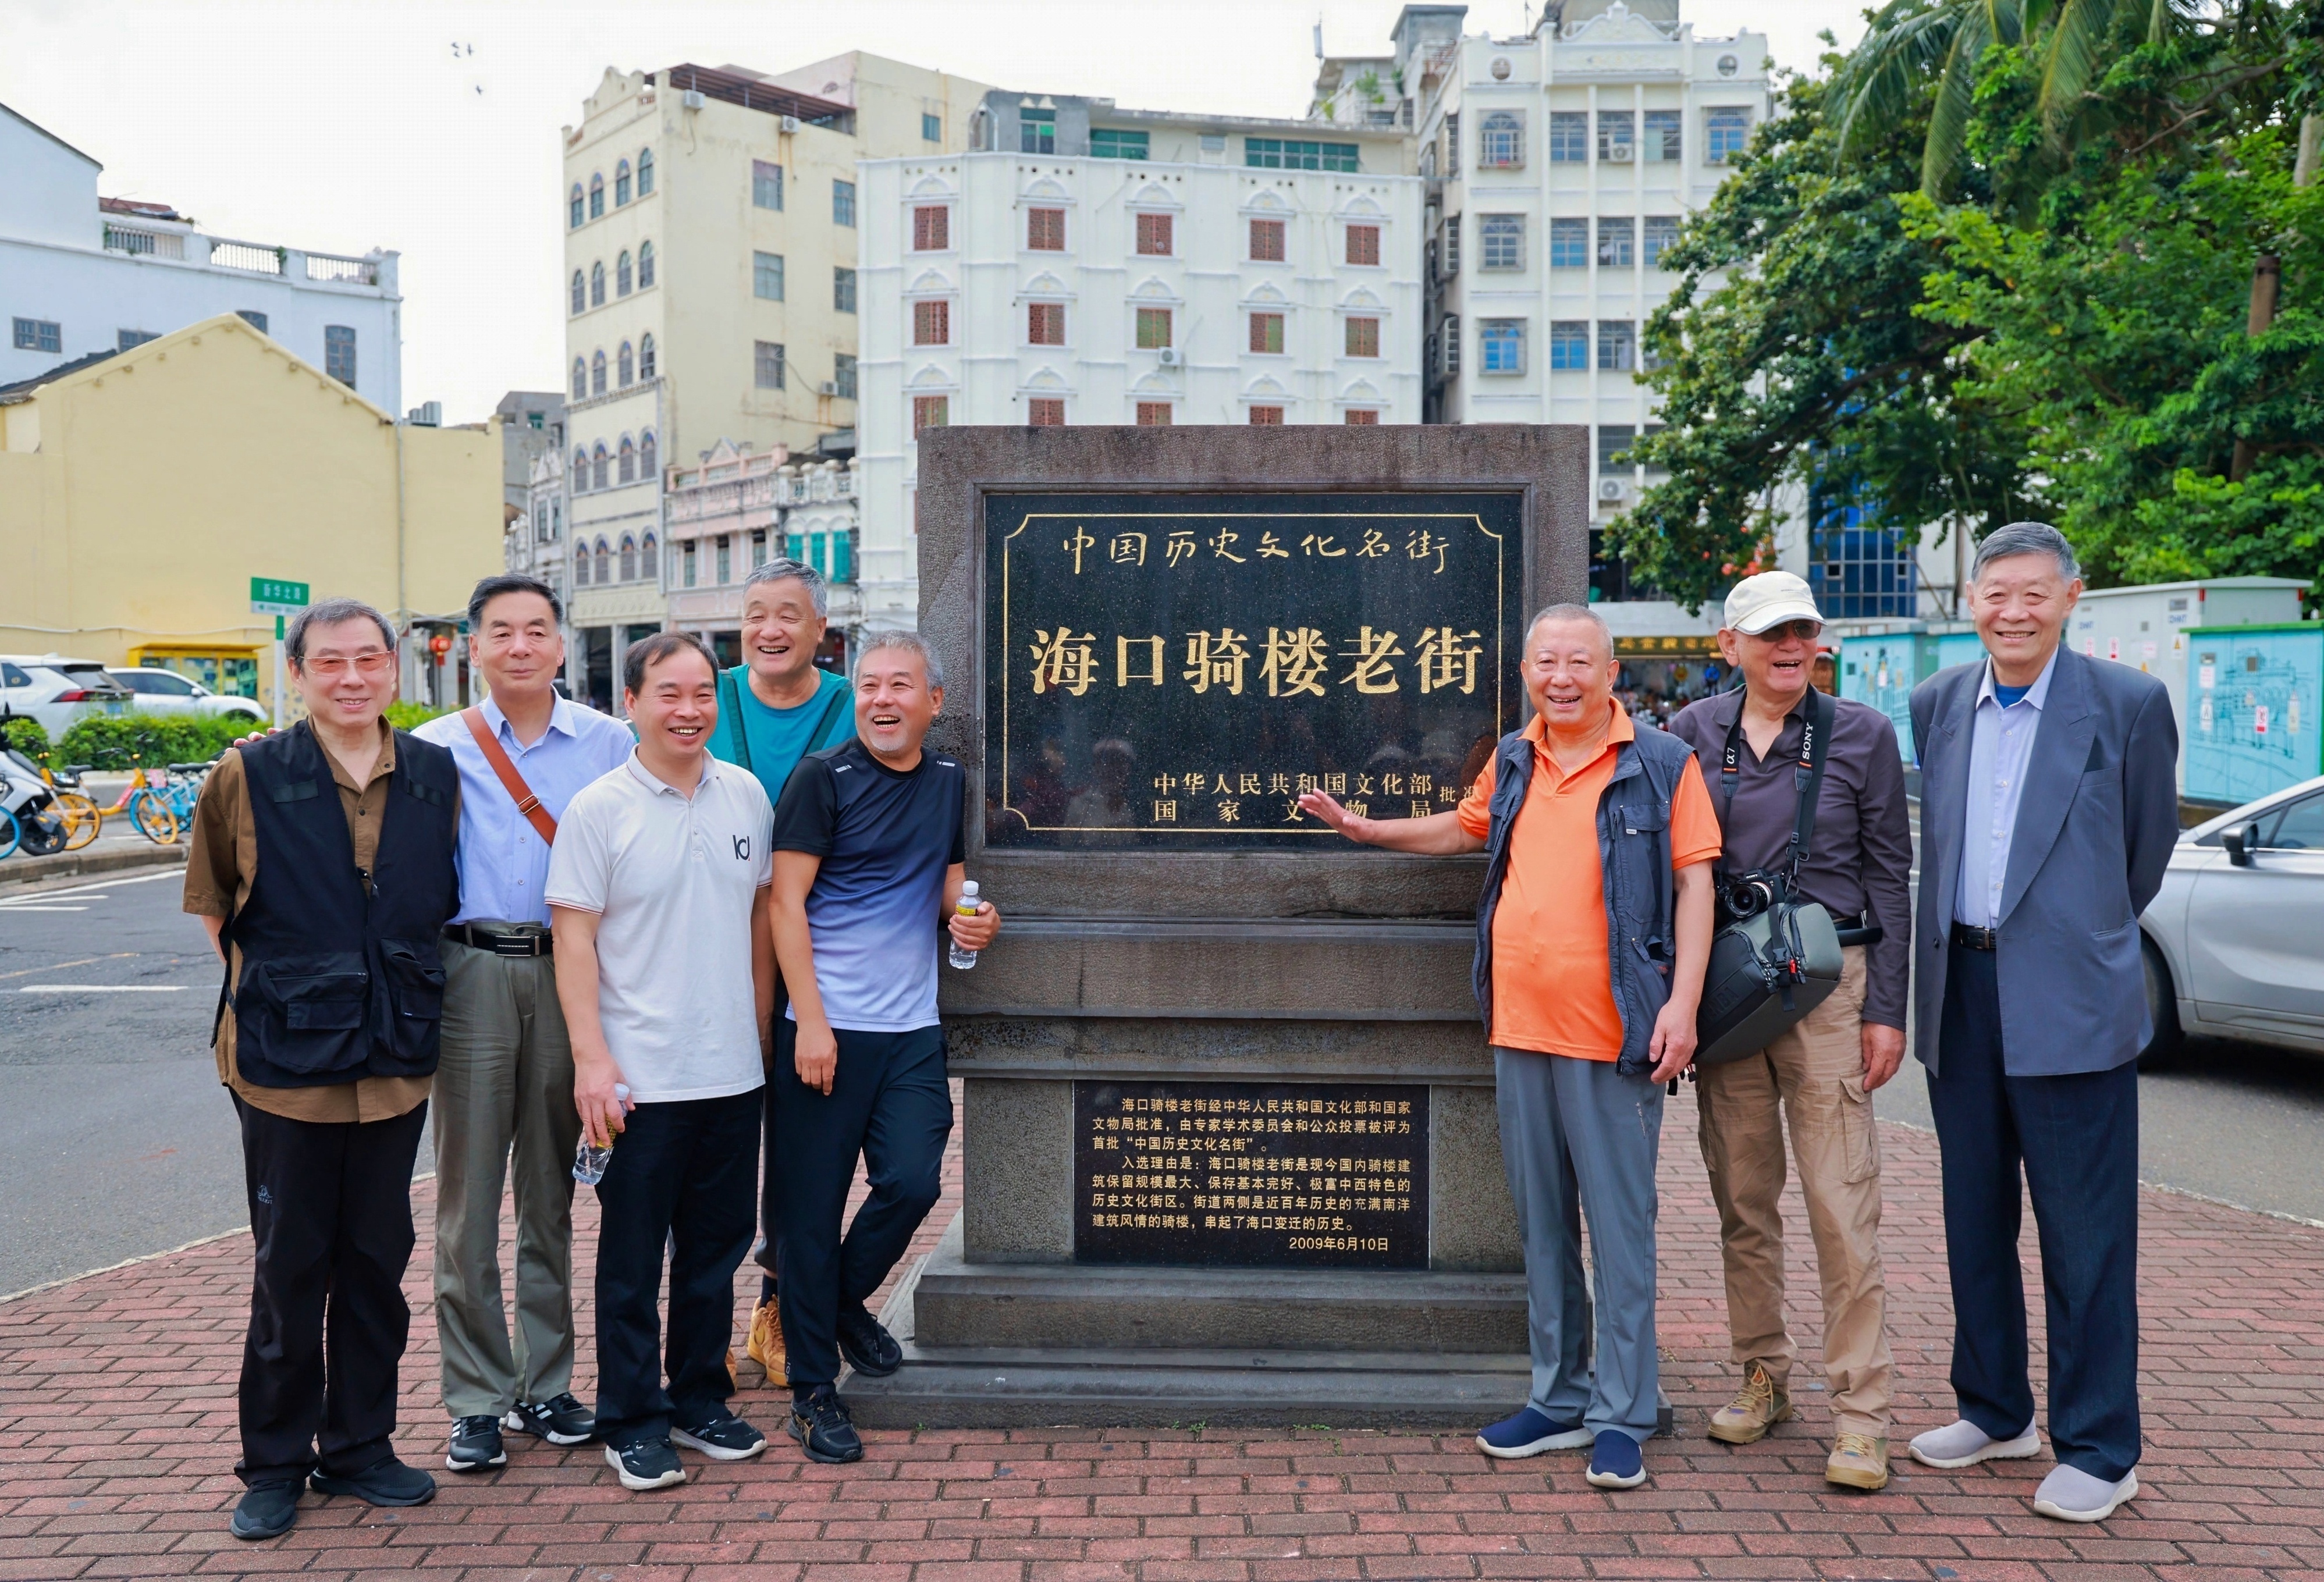 新华北路
中国历史文化名街
海口骑楼老街
中华人民共和国文化部
国家文物局
批准
海口骑楼老街经中华人民共和国文化部和国家
文物局批准，由专家学术委员会和公众投票被评为
首批“中国历史文化名街”。
入选理由是：海口骑楼老街是现今国内骑楼建
筑保留规模最大、保存基本完好、极富中西特色的
历史文化街区。街道两侧是近百年历史的充满南洋
建筑风情的骑楼，串起了海口变迁的历史。
2009年6月10日
α7
SONY